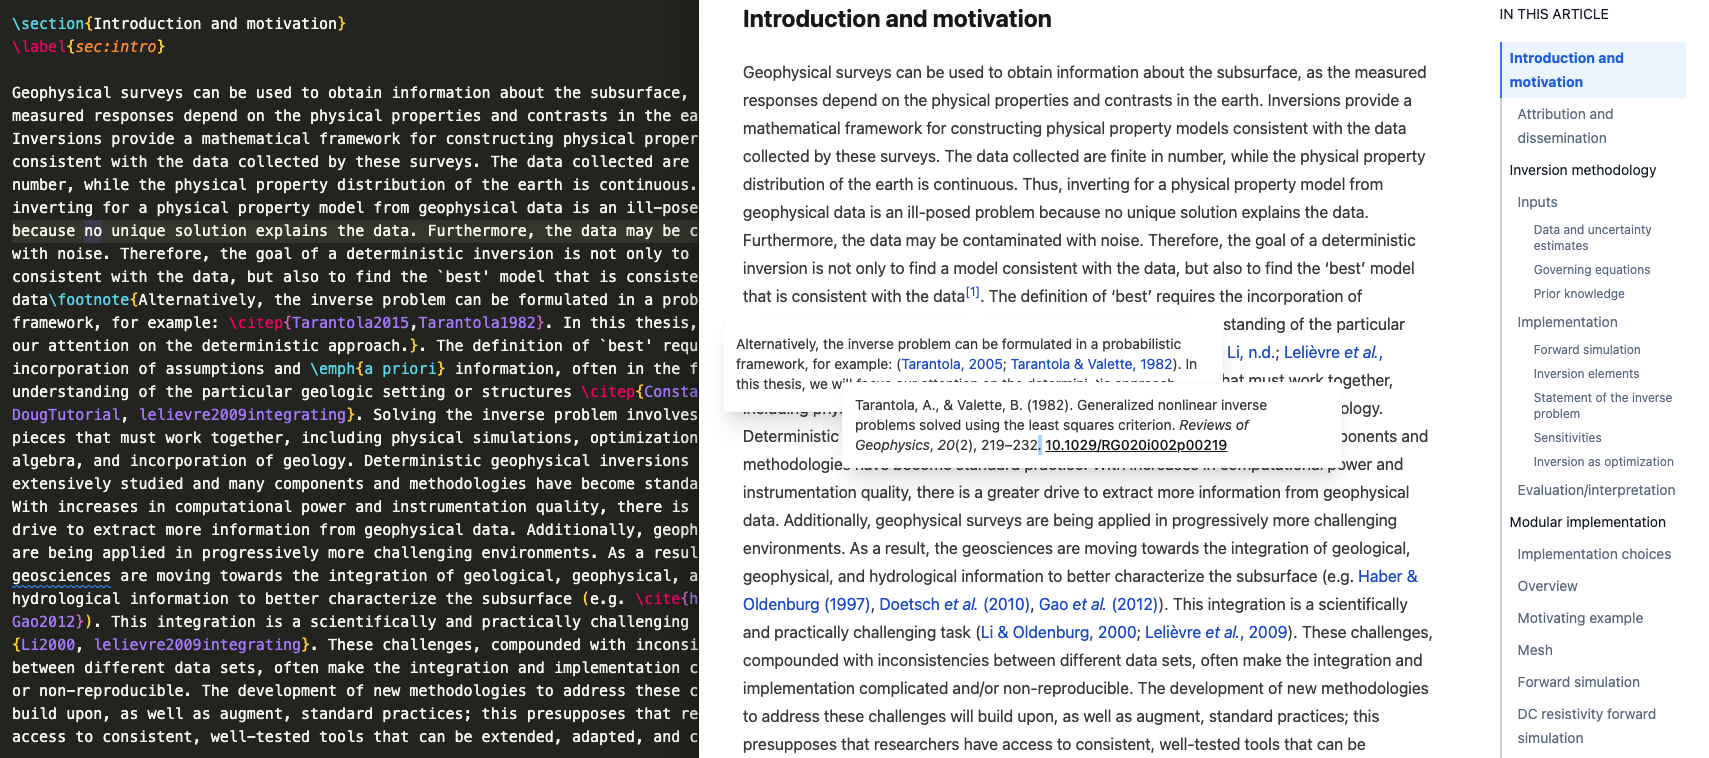 \section{Introduction and motivation}
\label{sec:intro}
Geophysical surveys can be used to obtain information about the subsurface,
measured responses depend on the physical properties and contrasts in the ea
Inversions provide a mathematical framework for constructing physical proper
consistent with the data collected by these surveys. The data collected are
number, while the physical property distribution of the earth is continuous.
inverting for a physical property model from geophysical data is an ill-pose
because no unique solution explains the data. Furthermore, the data may be c
with noise. Therefore, the goal of a deterministic inversion is not only to
consistent with the data, but also to find the `best' model that is consiste
data\footnote{Alternatively, the inverse problem can be formulated in a prob
framework, for example: \citep{Tarantola2015,Tarantola1982}. In this thesis,
our attention on the deterministic approach.}. The definition of `best' requ
incorporation of assumptions and \emph{a priori} information, often in the f
understanding of the particular geologic setting or structures \citep{Consta
DougTutorial, lelievre2009integrating}. Solving the inverse problem involves
pieces that must work together, including physical simulations, optimization
algebra, and incorporation of geology. Deterministic geophysical inversions
extensively studied and many components and methodologies have become standa
With increases in computational power and instrumentation quality, there is
drive to extract more information from geophysical data. Additionally, geoph
are being applied in progressively more challenging environments. As a resul
geosciences are moving towards the integration of geological, geophysical, a
hydrological information to better characterize the subsurface (e.g. \cite{h
Gao2012}). This integration is a scientifically and practically challenging
{Li2000, lelievre2009integrating}. These challenges, compounded with inconsi
between different data sets, often make the integration and implementation c
or non-reproducible. The development of new methodologies to address these c
build upon, as well as augment, standard practices; this presupposes that re
access to consistent, well-tested tools that can be extended, adapted, and c
Introduction and motivation
Geophysical surveys can be used to obtain information about the subsurface, as the measured
responses depend on the physical properties and contrasts in the earth. Inversions provide a
mathematical framework for constructing physical property models consistent with the data
collected by these surveys. The data collected are finite in number, while the physical property
distribution of the earth is continuous. Thus, inverting for a physical property model from
geophysical data is an ill-posed problem because no unique solution explains the data.
Furthermore, the data may be contaminated with noise. Therefore, the goal of a deterministic
inversion is not only to find a model consistent with the data, but also to find the ‘best’ model
that is consistent with the data[1]. The definition of ‘best’ requires the incorporation of
standing of the particular
Li, n.d.; Lelièvre et al.,
hat must work together,
including phy
ology.
Deterministic
ponents and
methodologies have become standard practice. With increases in computational power and
instrumentation quality, there is a greater drive to extract more information from geophysical
data. Additionally, geophysical surveys are being applied in progressively more challenging
environments. As a result, the geosciences are moving towards the integration of geological,
geophysical, and hydrological information to better characterize the subsurface (e.g. Haber &
Oldenburg (1997), Doetsch et al. (2010), Gao et al. (2012)). This integration is a scientifically
and practically challenging task (Li & Oldenburg, 2000; Lelièvre et al., 2009). These challenges,
compounded with inconsistencies between different data sets, often make the integration and
implementation complicated and/or non-reproducible. The development of new methodologies
to address these challenges will build upon, as well as augment, standard practices; this
presupposes that researchers have access to consistent, well-tested tools that can be
Alternatively, the inverse problem can be formulated in a probabilistic
framework, for example: (Tarantola, 2005; Tarantola & Valette, 1982). In
this thesis, we will focus our attention on the deterministic approach.
Tarantola, A., & Valette, B. (1982). Generalized nonlinear inverse
problems solved using the least squares criterion. Reviews of
Geophysics, 20(2), 219–232. 10.1029/RG020i002p00219
IN THIS ARTICLE
Introduction and
motivation
Attribution and
dissemination
Inversion methodology
Inputs
Data and uncertainty
estimates
Governing equations
Prior knowledge
Implementation
Forward simulation
Inversion elements
Statement of the inverse
problem
Sensitivities
Inversion as optimization
Evaluation/interpretation
Modular implementation
Implementation choices
Overview
Motivating example
Mesh
Forward simulation
DC resistivity forward
simulation